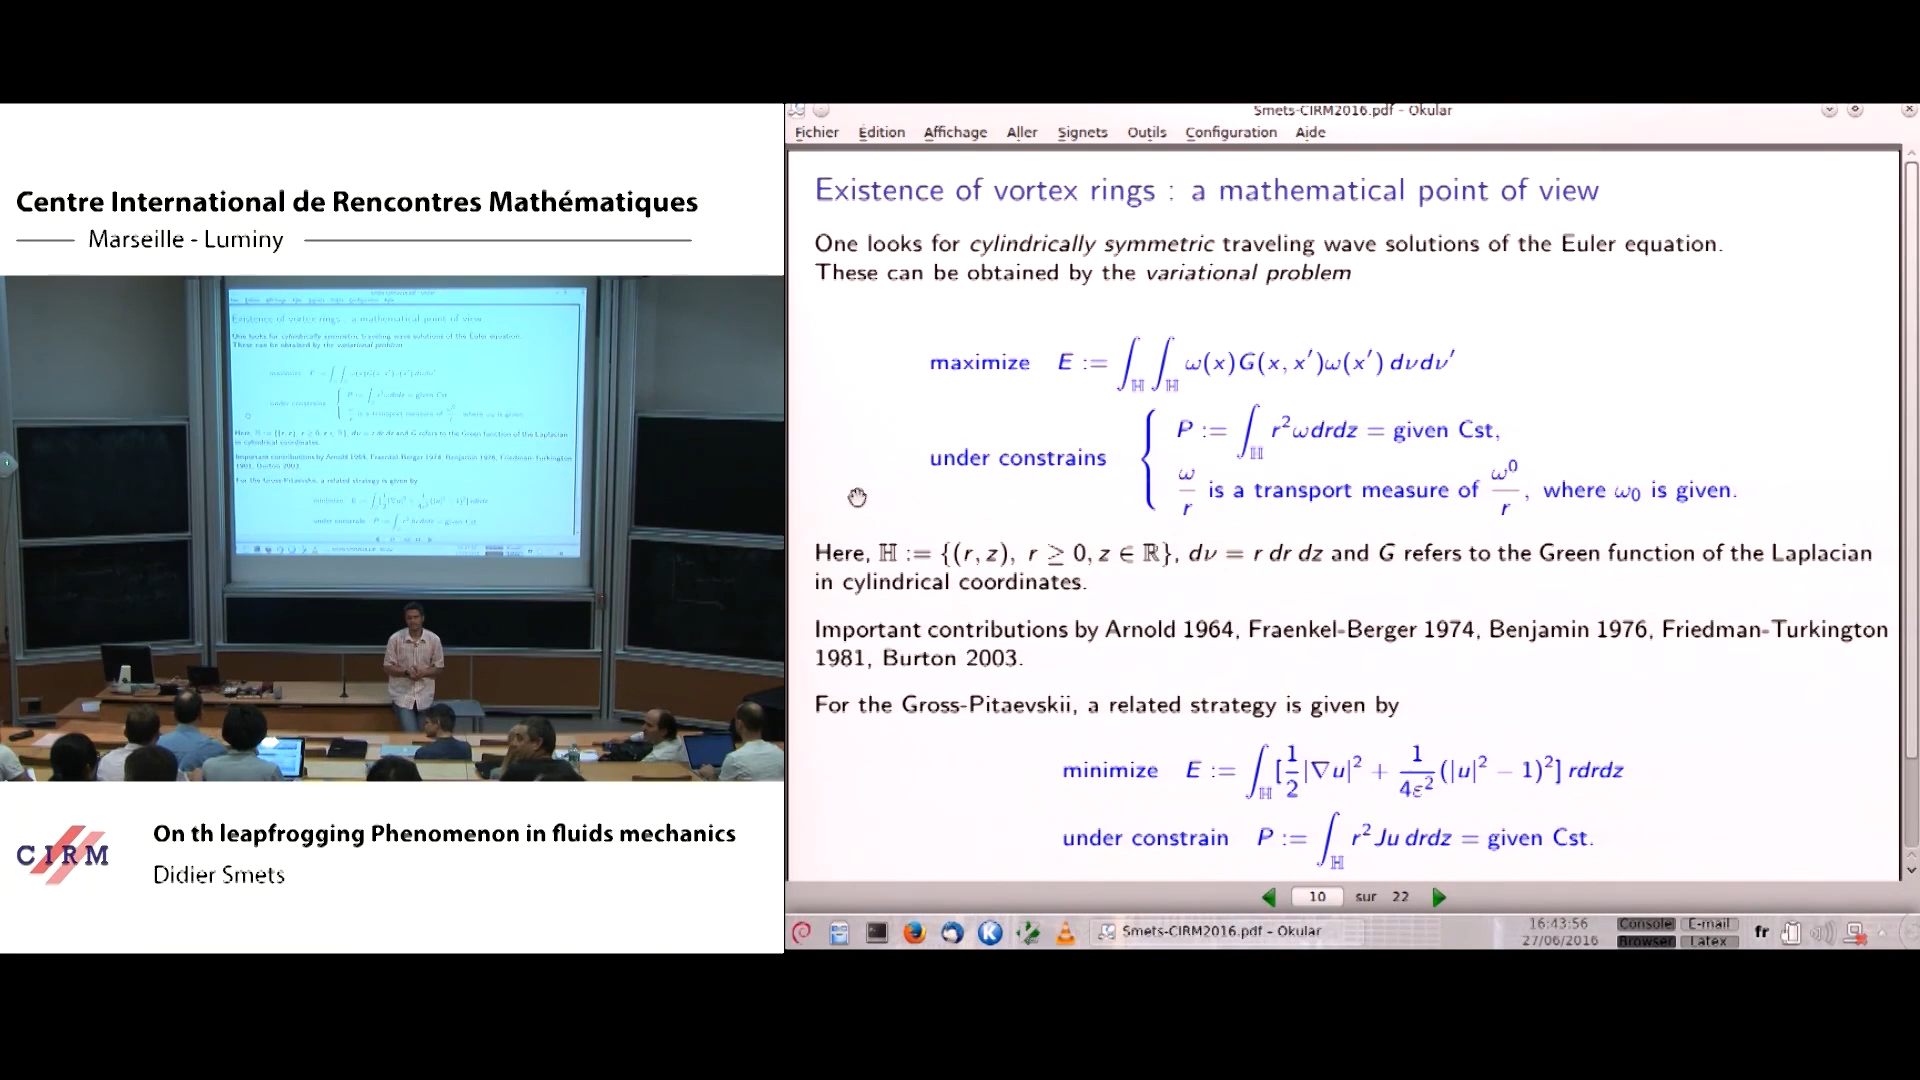 Centre International de Rencontres Mathématiques
Marseille - Luminy
On th leapfrogging Phenomenon in fluids mechanics
Didier Smets
CIRM
Smets-CIRM2016.pdf - Okular
Fichier Édition Affichage Aller Signets Outils Configuration Aide
Existence of vortex rings : a mathematical point of view
One looks for cylindrically symmetric traveling wave solutions of the Euler equation.
These can be obtained by the variational problem
maximize E := ∫_ℍ ∫_ℍ ω(x)G(x, x′)ω(x′) dνdν′
under constrains { P := ∫_ℍ r²ωdrdz = given Cst,
ω/r is a transport measure of ω⁰/r, where ω₀ is given.
Here, ℍ := {(r, z), r ≥ 0, z ∈ ℝ}, dν = r dr dz and G refers to the Green function of the Laplacian
in cylindrical coordinates.
Important contributions by Arnold 1964, Fraenkel-Berger 1974, Benjamin 1976, Friedman-Turkington
1981, Burton 2003.
For the Gross-Pitaevskii, a related strategy is given by
minimize E := ∫_ℍ [1/2|∇u|² + 1/4ε² (|u|² − 1)²] rdrdz
under constrain P := ∫_ℍ r² Ju drdz = given Cst.
10 sur 22
Smets-CIRM2016.pdf - Okular
16:43:56
27/06/2016
Console E-mail
Browser Latex
fr